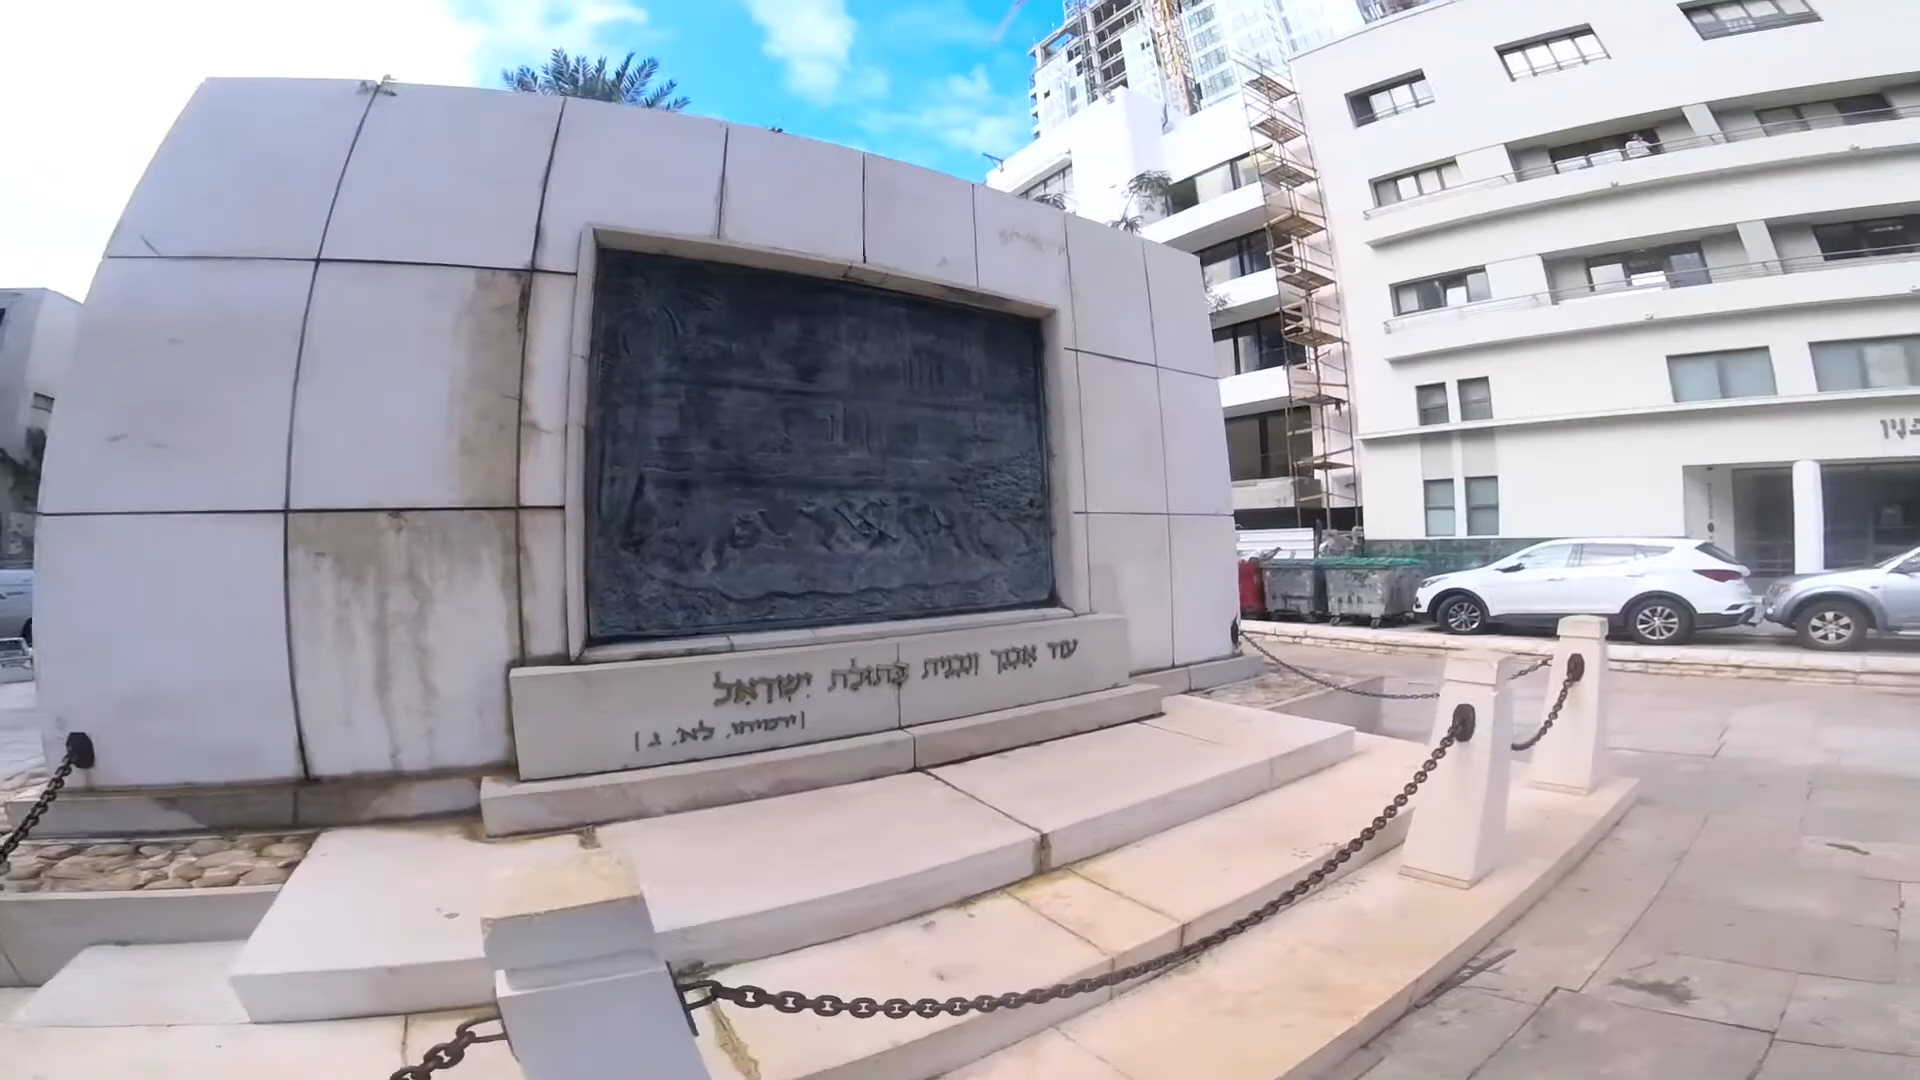 עוד אבנך ונבנית בתולת ישראל
(ירמיהו, לא, ג)